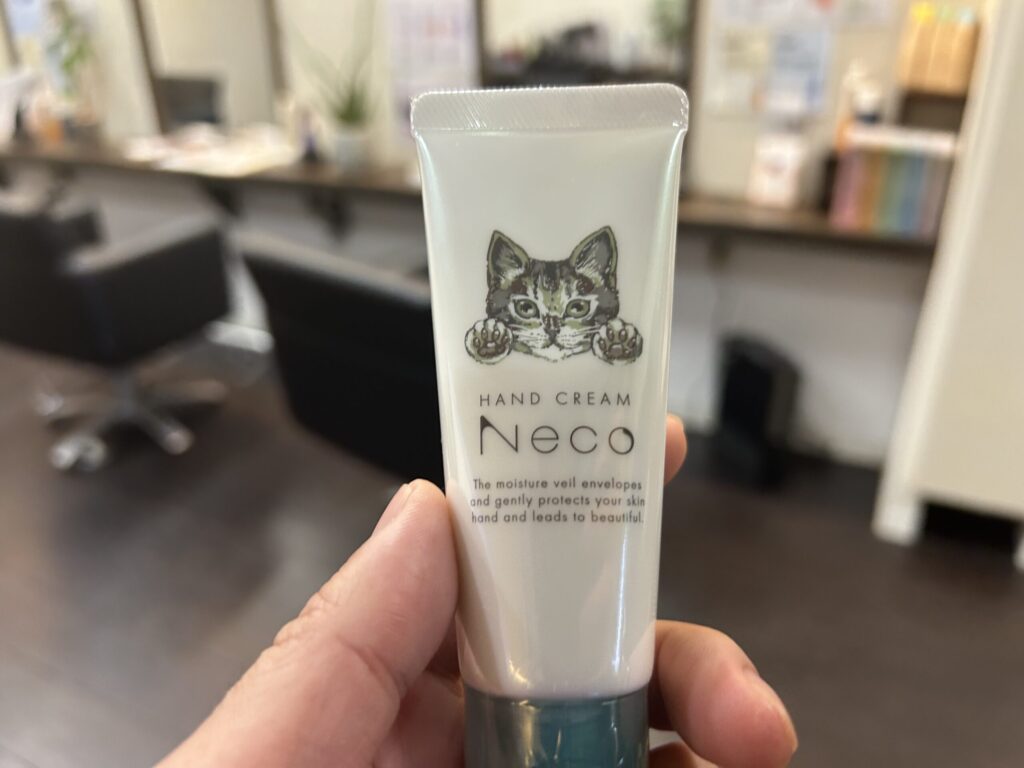 HAND CREAM
Neco
The moisture veil envelopes
and gently protects your skin
hand and leads to beautiful.